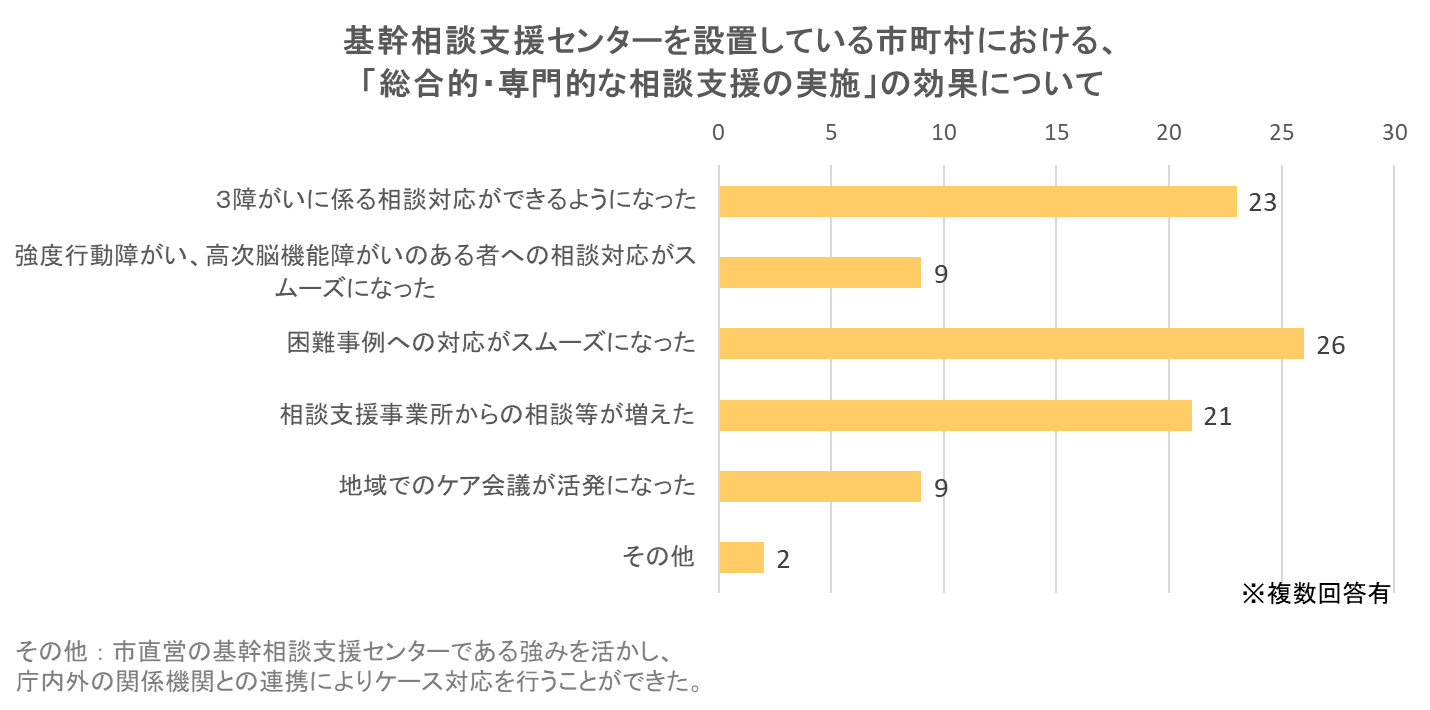 基幹相談支援センターを設置している市町村における、
「総合的・専門的な相談支援の実施」の効果について
0 5 10 15 20 25 30
３障がいに係る相談対応ができるようになった 23
強度行動障がい、高次脳機能障がいのある者への相談対応がス
ムーズになった 9
困難事例への対応がスムーズになった 26
相談支援事業所からの相談等が増えた 21
地域でのケア会議が活発になった 9
その他 2
※複数回答有
その他：市直営の基幹相談支援センターである強みを活かし、
庁内外の関係機関との連携によりケース対応を行うことができた。